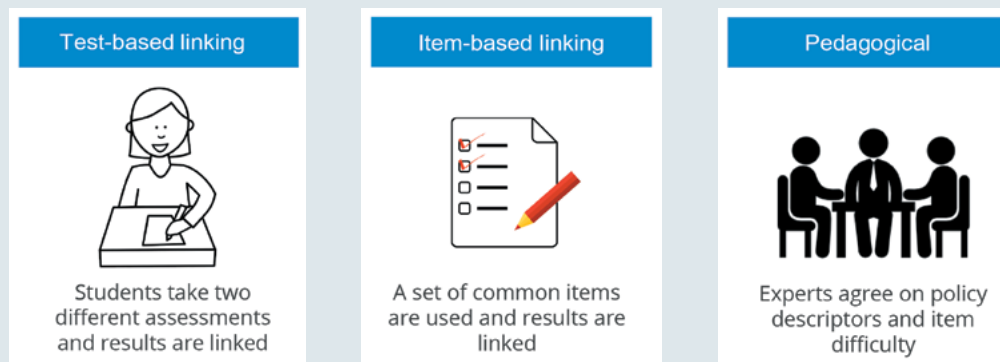 Test-based linking
Students take two
different assessments
and results are linked
Item-based linking
A set of common items
are used and results are
linked
Pedagogical
Experts agree on policy
descriptors and item
difficulty